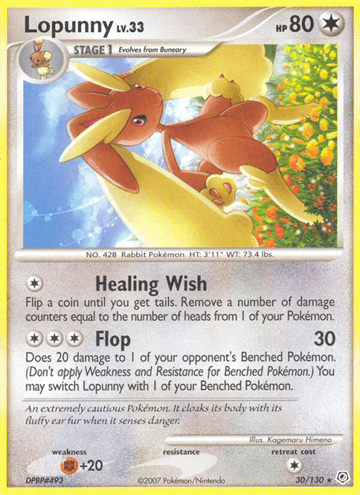 Lopunny LV.33 HP 80
STAGE 1 Evolves from Buneary
NO. 428 Rabbit Pokémon HT: 3'11" WT: 73.4 lbs.
Healing Wish
Flip a coin until you get tails. Remove a number of damage
counters equal to the number of heads from 1 of your Pokémon.
Flop 30
Does 20 damage to 1 of your opponent's Benched Pokémon.
(Don't apply Weakness and Resistance for Benched Pokémon.) You
may switch Lopunny with 1 of your Benched Pokémon.
An extremely cautious Pokémon. It cloaks its body with its
fluffy ear fur when it senses danger.
Illus. Kagemaru Himeno
weakness resistance retreat cost
+20
DPBP#493 ©2007 Pokémon/Nintendo 30/130 ★